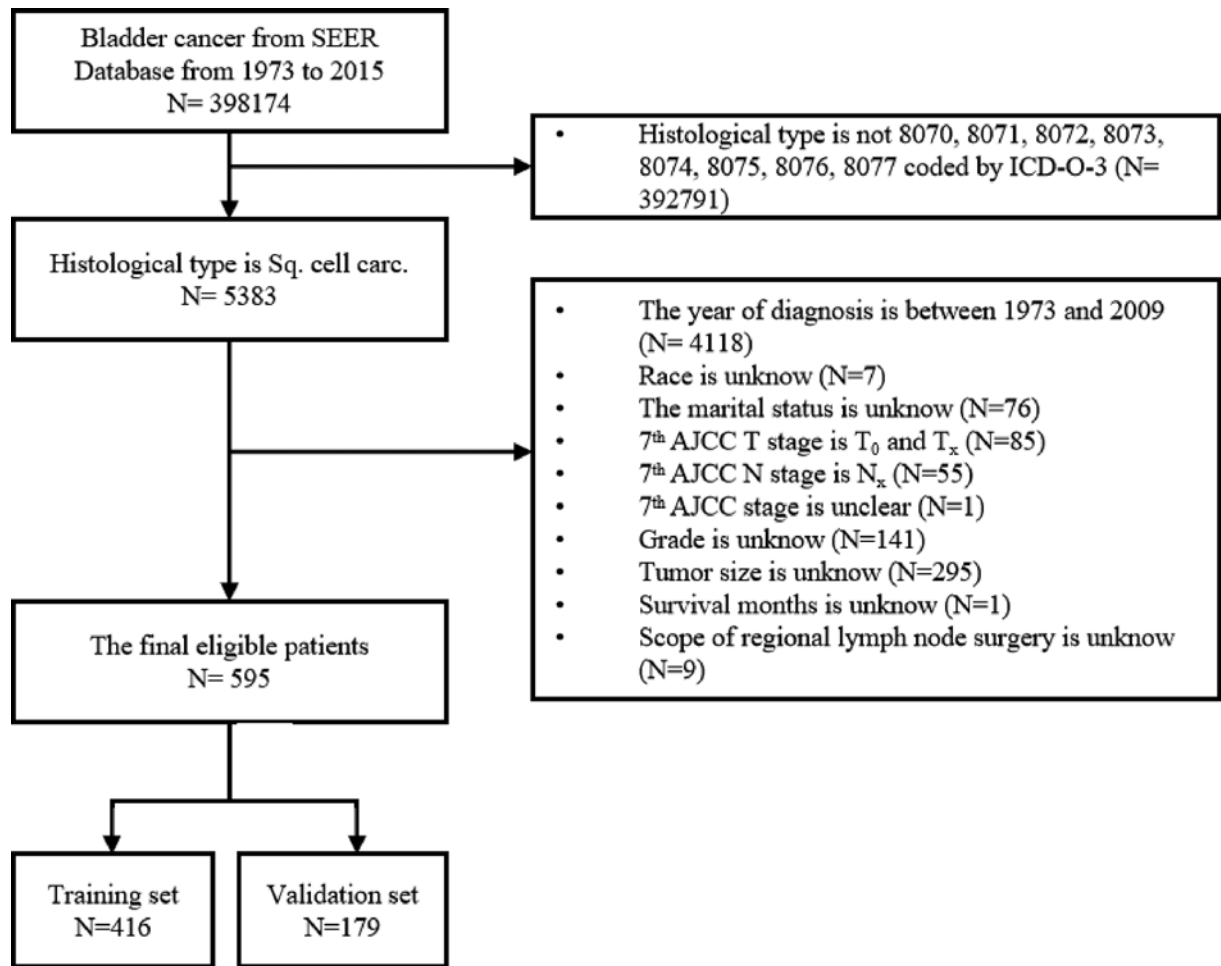 Bladder cancer from SEER
Database from 1973 to 2015
N= 398174
• Histological type is not 8070, 8071, 8072, 8073,
8074, 8075, 8076, 8077 coded by ICD-O-3 (N=
392791)
Histological type is Sq. cell carc.
N= 5383
• The year of diagnosis is between 1973 and 2009
(N= 4118)
• Race is unknow (N=7)
• The marital status is unknow (N=76)
• 7th AJCC T stage is T0 and Tx (N=85)
• 7th AJCC N stage is Nx (N=55)
• 7th AJCC stage is unclear (N=1)
• Grade is unknow (N=141)
• Tumor size is unknow (N=295)
• Survival months is unknow (N=1)
• Scope of regional lymph node surgery is unknow
(N=9)
The final eligible patients
N= 595
Training set
N=416
Validation set
N=179